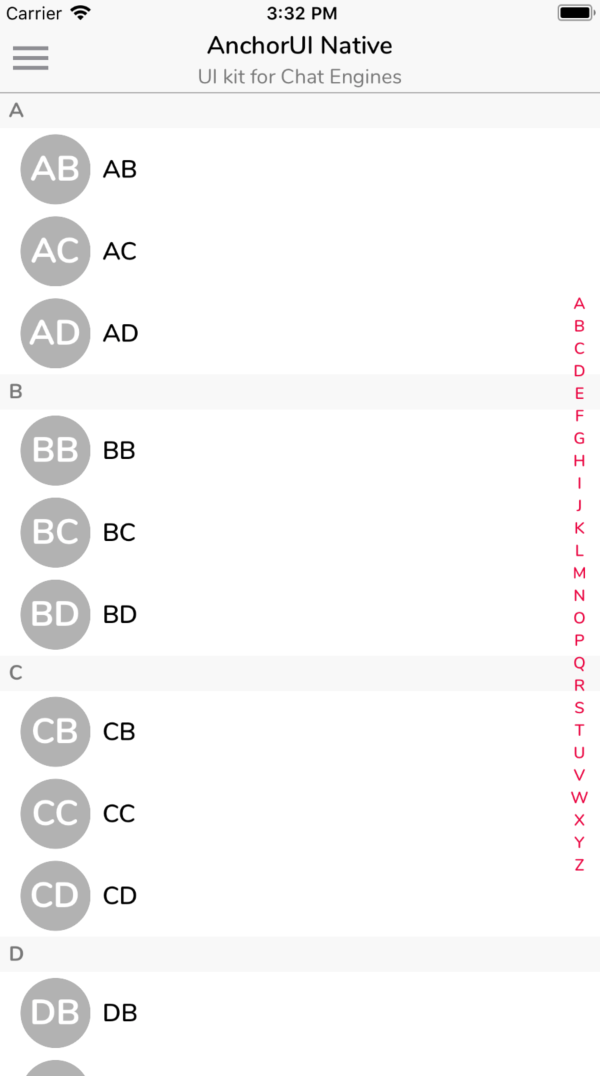 Carrier 3:32 PM
AnchorUI Native
UI kit for Chat Engines
A
AB AB
AC AC
AD AD
B
BB BB
BC BC
BD BD
C
CB CB
CC CC
CD CD
D
DB DB
A
B
C
D
E
F
G
H
I
J
K
L
M
N
O
P
Q
R
S
T
U
V
W
X
Y
Z